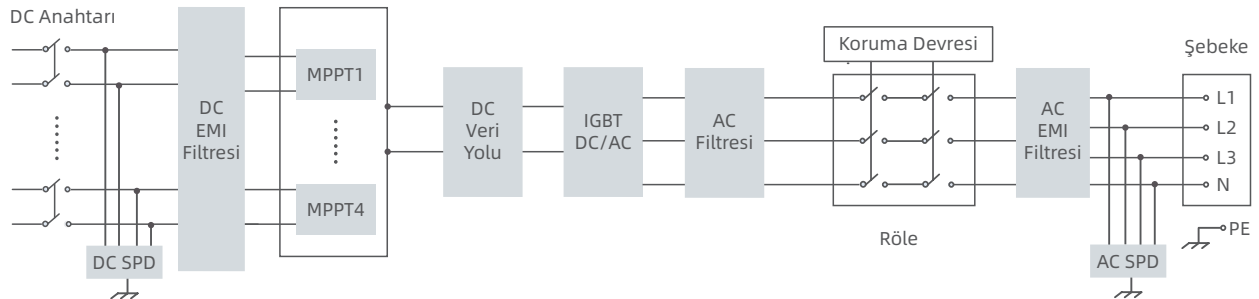 DC Anahtarı
DC SPD
DC
EMI
Filtresi
MPPT1
MPPT4
DC
Veri
Yolu
IGBT
DC/AC
AC
Filtresi
Koruma Devresi
Röle
AC
EMI
Filtresi
AC SPD
Şebeke
L1
L2
L3
N
PE